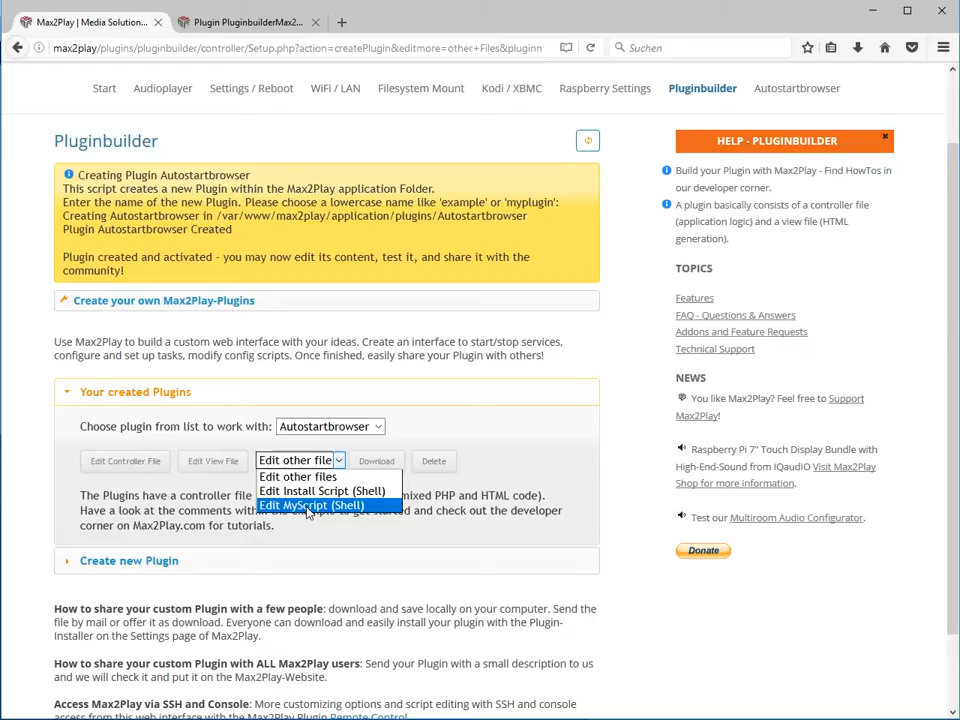 Max2Play | Media Solution...
Plugin PluginbuilderMax2...
max2play/plugins/pluginbuilder/controller/Setup.php?action=createPlugin&editmore=other+Files&pluginn
Suchen
Start
Audioplayer
Settings / Reboot
WiFi / LAN
Filesystem Mount
Kodi / XBMC
Raspberry Settings
Pluginbuilder
Autostartbrowser
Pluginbuilder
Creating Plugin Autostartbrowser
This script creates a new Plugin within the Max2Play application Folder.
Enter the name of the new Plugin. Please choose a lowercase name like 'example' or 'myplugin':
Creating Autostartbrowser in /var/www/max2play/application/plugins/Autostartbrowser
Plugin Autostartbrowser Created
Plugin created and activated - you may now edit its content, test it, and share it with the
community!
Create your own Max2Play-Plugins
Use Max2Play to build a custom web interface with your ideas. Create an interface to start/stop services,
configure and set up tasks, modify config scripts. Once finished, easily share your Plugin with others!
Your created Plugins
Choose plugin from list to work with: Autostartbrowser
Edit Controller File
Edit View File
Edit other file
Download
Delete
Edit other files
Edit Install Script (Shell)
Edit MyScript (Shell)
The Plugins have a controller file mixed PHP and HTML code).
Have a look at the comments within to get started and check out the developer
corner on Max2Play.com for tutorials.
Create new Plugin
How to share your custom Plugin with a few people: download and save locally on your computer. Send the
file by mail or offer it as download. Everyone can download and easily install your plugin with the Plugin-
Installer on the Settings page of Max2Play.
How to share your custom Plugin with ALL Max2Play users: Send your Plugin with a small description to us
and we will check it and put it on the Max2Play-Website.
Access Max2Play via SSH and Console: More customizing options and script editing with SSH and console
access from this web interface with the Max2Play Plugin Remote Control.
HELP - PLUGINBUILDER
Build your Plugin with Max2Play - Find HowTos in
our developer corner.
A plugin basically consists of a controller file
(application logic) and a view file (HTML
generation).
TOPICS
Features
FAQ - Questions & Answers
Addons and Feature Requests
Technical Support
NEWS
You like Max2Play? Feel free to Support
Max2Play!
Raspberry Pi 7" Touch Display Bundle with
High-End-Sound from IQaudIO Visit Max2Play
Shop for more information.
Test our Multiroom Audio Configurator.
Donate